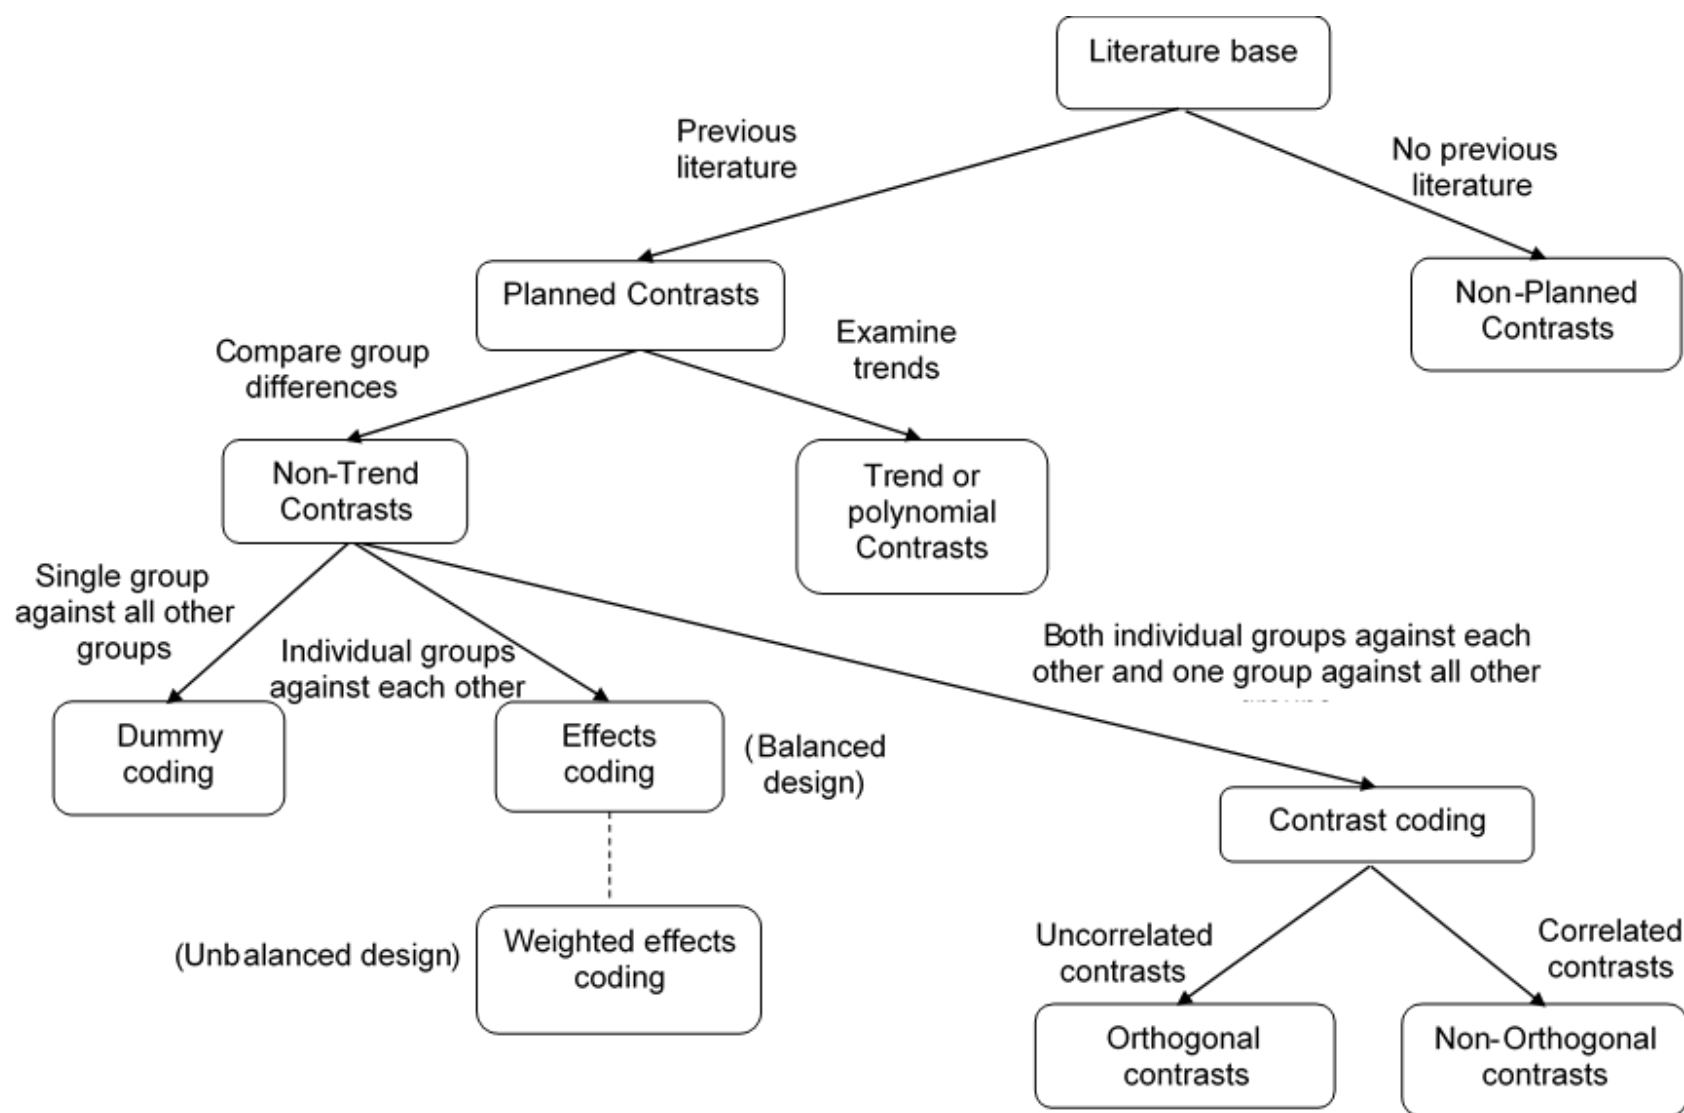 Literature base
Previous
literature
No previous
literature
Planned Contrasts
Non-Planned
Contrasts
Compare group
differences
Examine
trends
Non-Trend
Contrasts
Trend or
polynomial
Contrasts
Single group
against all other
groups
Individual groups
against each other
Both individual groups against each
other and one group against all other
Dummy
coding
Effects
coding
(Balanced
design)
Contrast coding
(Unbalanced design)
Weighted effects
coding
Uncorrelated
contrasts
Correlated
contrasts
Orthogonal
contrasts
Non-Orthogonal
contrasts